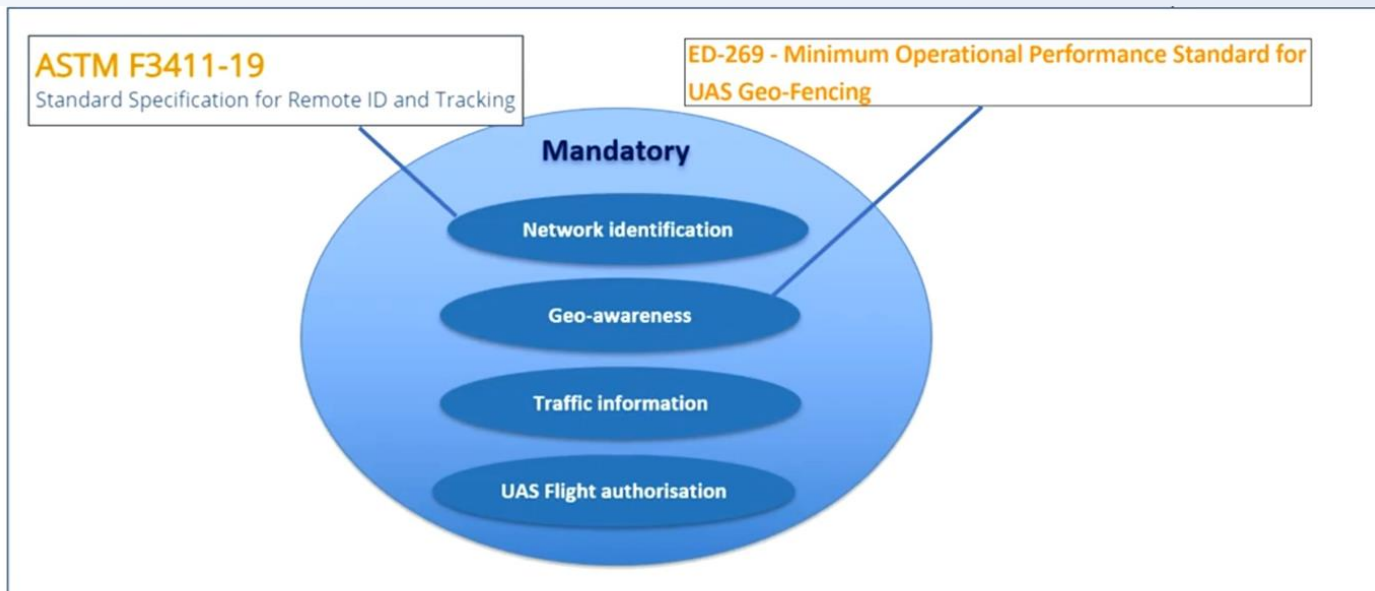 ASTM F3411-19
Standard Specification for Remote ID and Tracking
ED-269 - Minimum Operational Performance Standard for
UAS Geo-Fencing
Mandatory
Network identification
Geo-awareness
Traffic information
UAS Flight authorisation